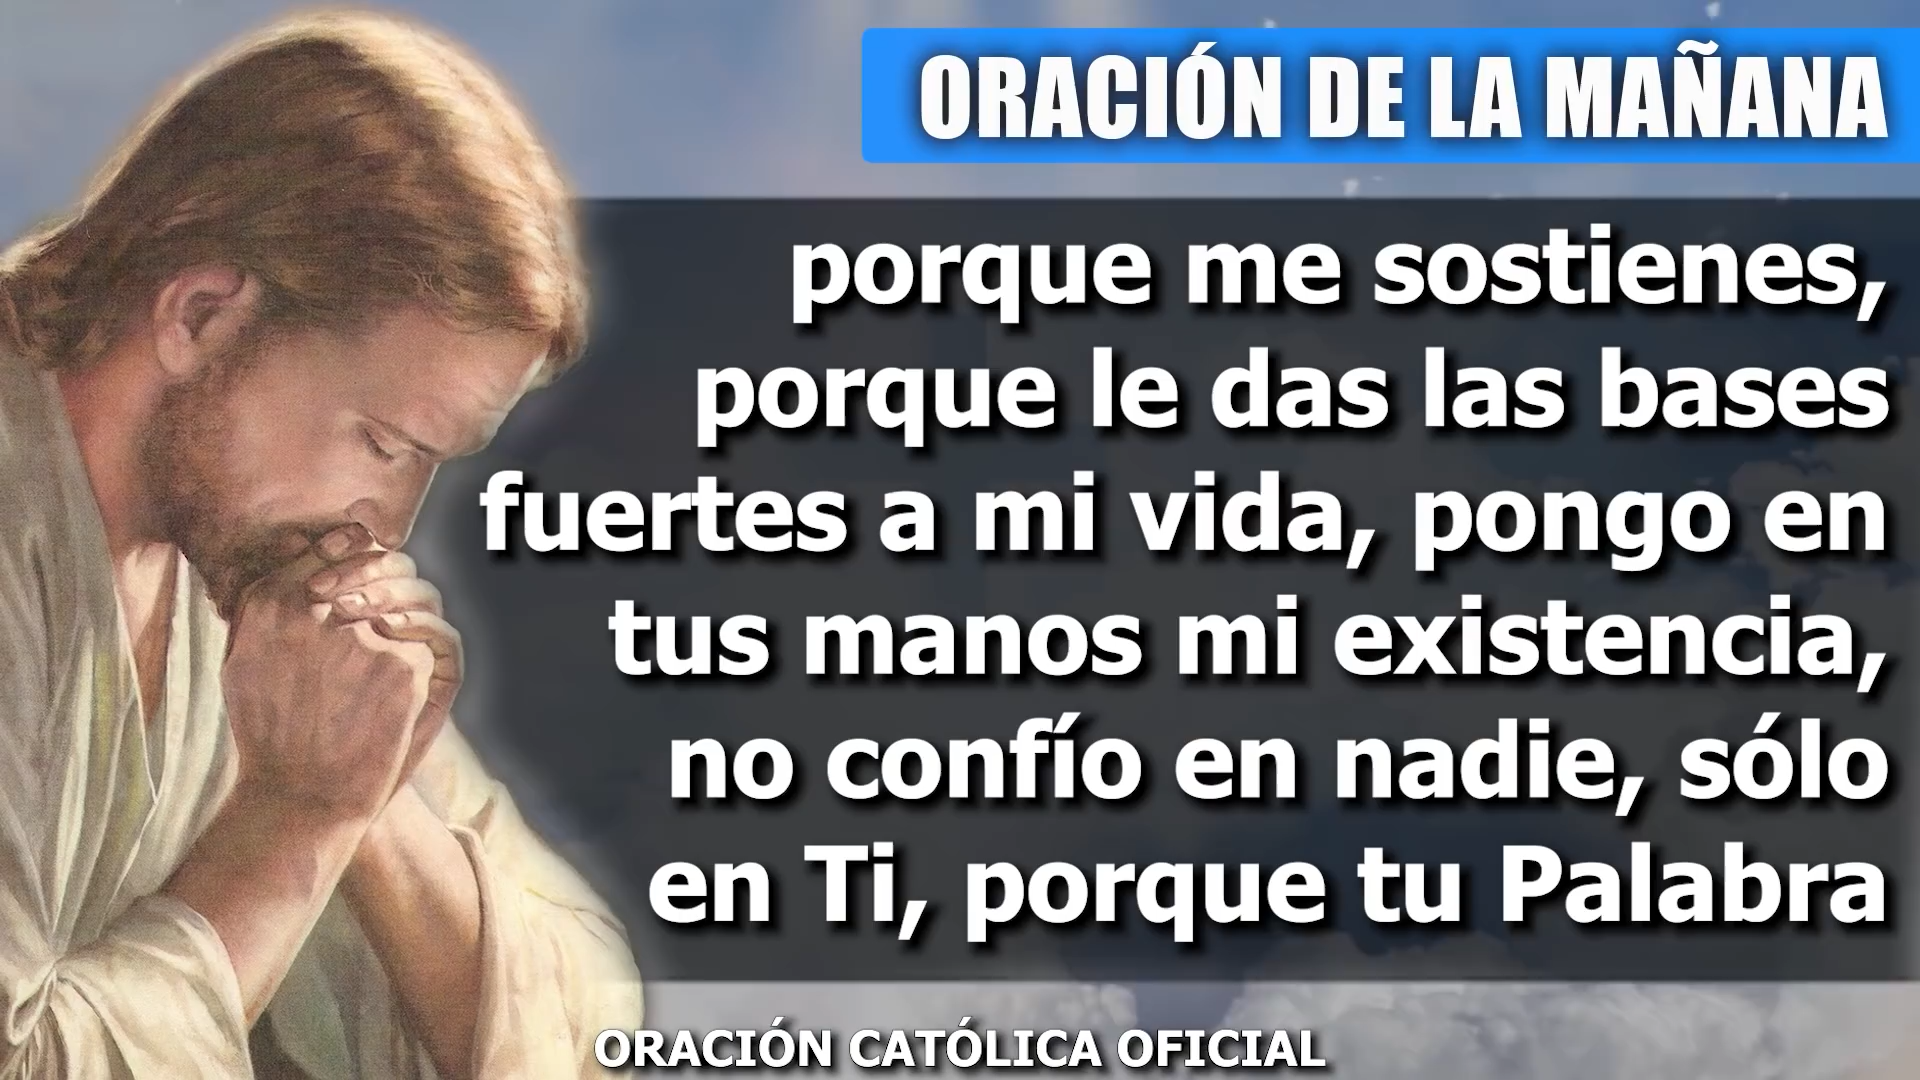 ORACIÓN DE LA MAÑANA
porque me sostienes,
porque le das las bases
fuertes a mi vida, pongo en
tus manos mi existencia,
no confío en nadie, sólo
en Ti, porque tu Palabra
ORACIÓN CATÓLICA OFICIAL